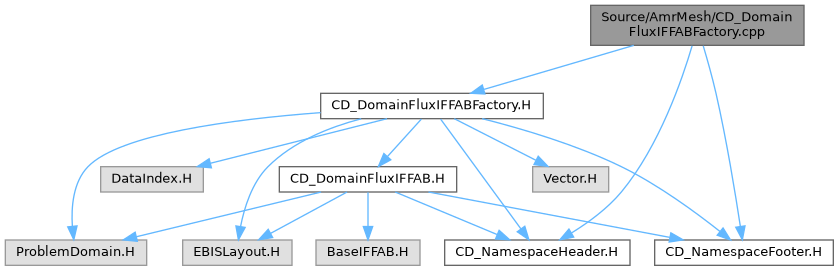 Source/AmrMesh/CD_Domain
FluxIFFABFactory.cpp
CD_DomainFluxIFFABFactory.H
DataIndex.H
CD_DomainFluxIFFAB.H
Vector.H
ProblemDomain.H
EBISLayout.H
BaseIFFAB.H
CD_NamespaceHeader.H
CD_NamespaceFooter.H